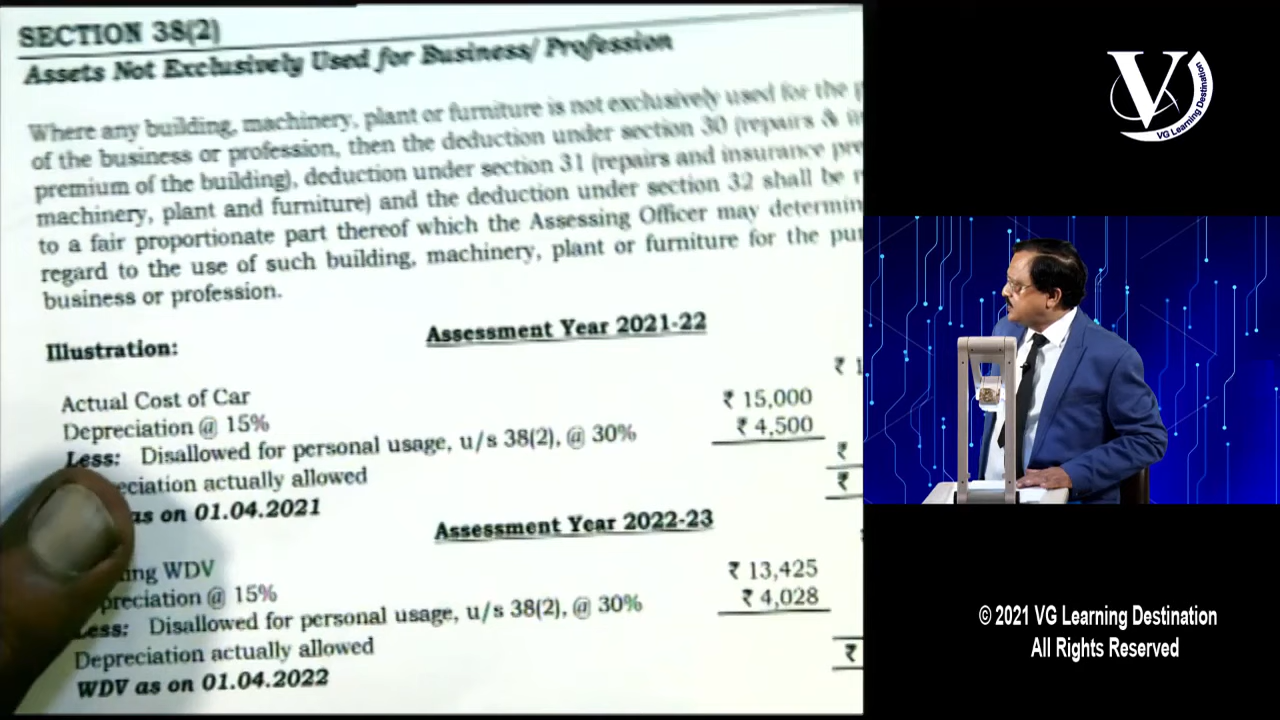 SECTION 38(2)
Assets Not Exclusively Used for Business/ Profession
Where any building, machinery, plant or furniture is not exclusively used for the
of the business or profession, then the deduction under section 30 (repairs &
premium of the building), deduction under section 31 (repairs and insurance
machinery, plant and furniture) and the deduction under section 32 shall be
to a fair proportionate part thereof which the Assessing Officer may
regard to the use of such building, machinery, plant or furniture for the
business or profession.
Assessment Year 2021-22
Illustration:
₹ 1
Actual Cost of Car
Depreciation @ 15% ₹ 15,000
Less: Disallowed for personal usage, u/s 38(2), @ 30% ₹ 4,500
actually allowed ₹
as on 01.04.2021 ₹
Assessment Year 2022-23
WDV
@ 15% ₹ 13,425
Disallowed for personal usage, u/s 38(2), @ 30% ₹ 4,028
Depreciation actually allowed
WDV as on 01.04.2022 ₹
V
VG Learning Destination
© 2021 VG Learning Destination
All Rights Reserved